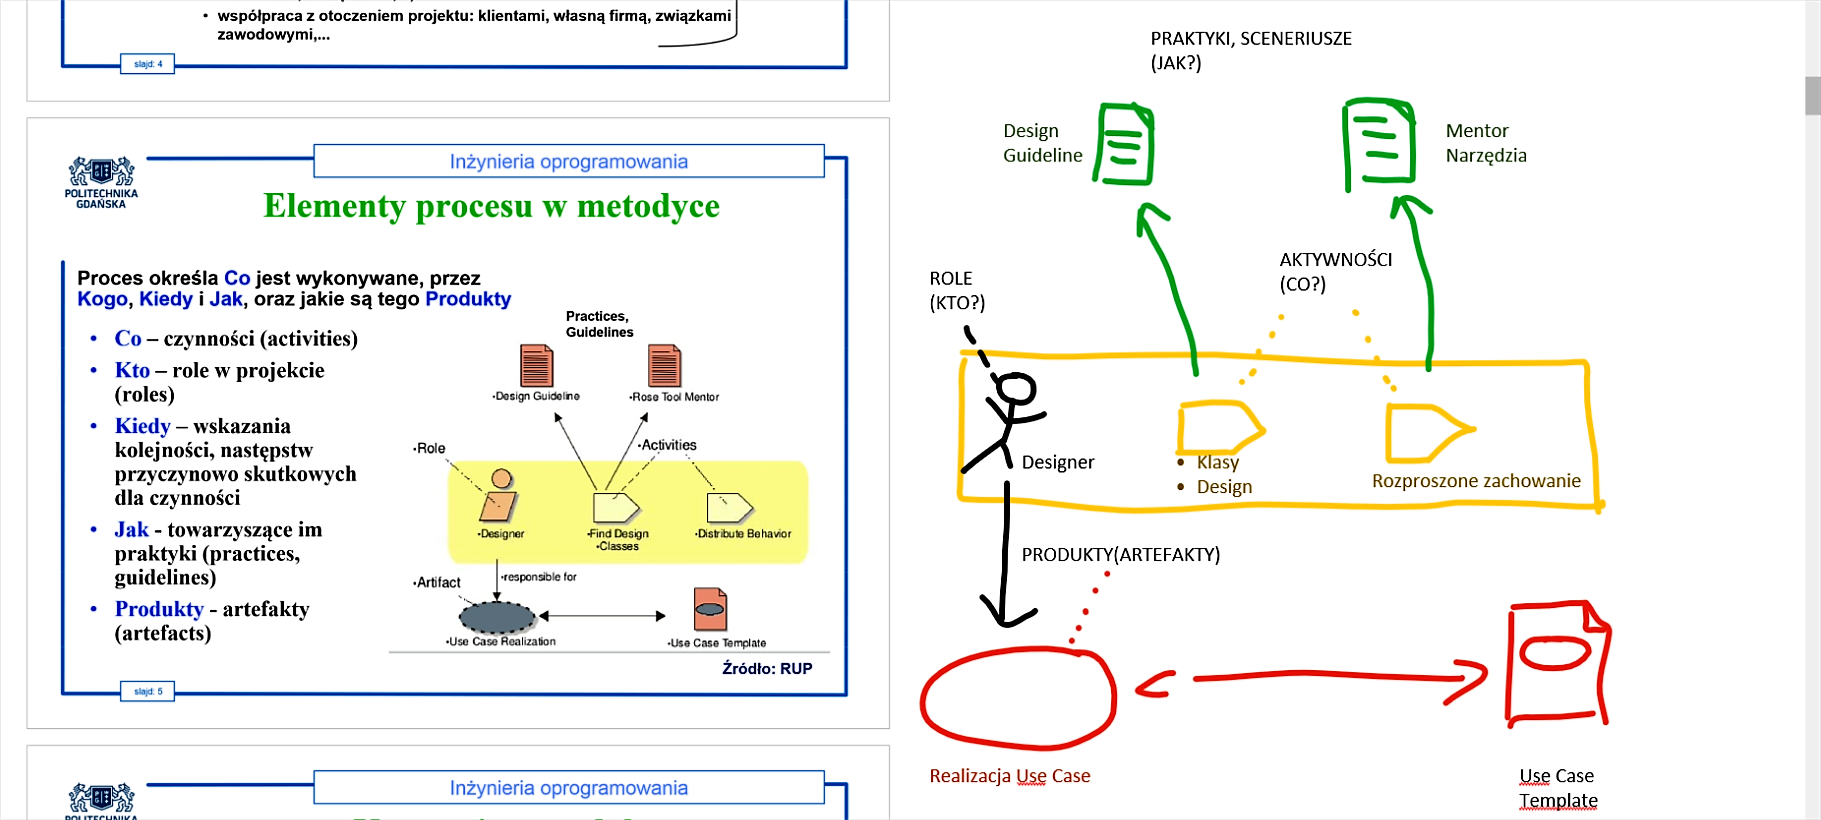 • współpraca z otoczeniem projektu: klientami, własną firmą, związkami
zawodowymi,...
slajd: 4
POLITECHNIKA
GDAŃSKA
Inżynieria oprogramowania
Elementy procesu w metodyce
Proces określa Co jest wykonywane, przez
Kogo, Kiedy i Jak, oraz jakie są tego Produkty
• Co – czynności (activities)
• Kto – role w projekcie
(roles)
• Kiedy – wskazania
kolejności, następstw
przyczynowo skutkowych
dla czynności
• Jak - towarzyszące im
praktyki (practices,
guidelines)
• Produkty - artefakty
(artefacts)
Practices,
Guidelines
•Design Guideline
•Rose Tool Mentor
•Role
•Activities
•Designer
•Find Design
•Classes
•Distribute Behavior
•Artifact
•responsible for
•Use Case Realization
•Use Case Template
Źródło: RUP
slajd: 5
POLITECHNIKA
Inżynieria oprogramowania
PRAKTYKI, SCENERIUSZE
(JAK?)
Design
Guideline
Mentor
Narzędzia
ROLE
(KTO?)
AKTYWNOŚCI
(CO?)
Designer
• Klasy
• Design
Rozproszone zachowanie
PRODUKTY(ARTEFAKTY)
Realizacja Use Case
Use Case
Template